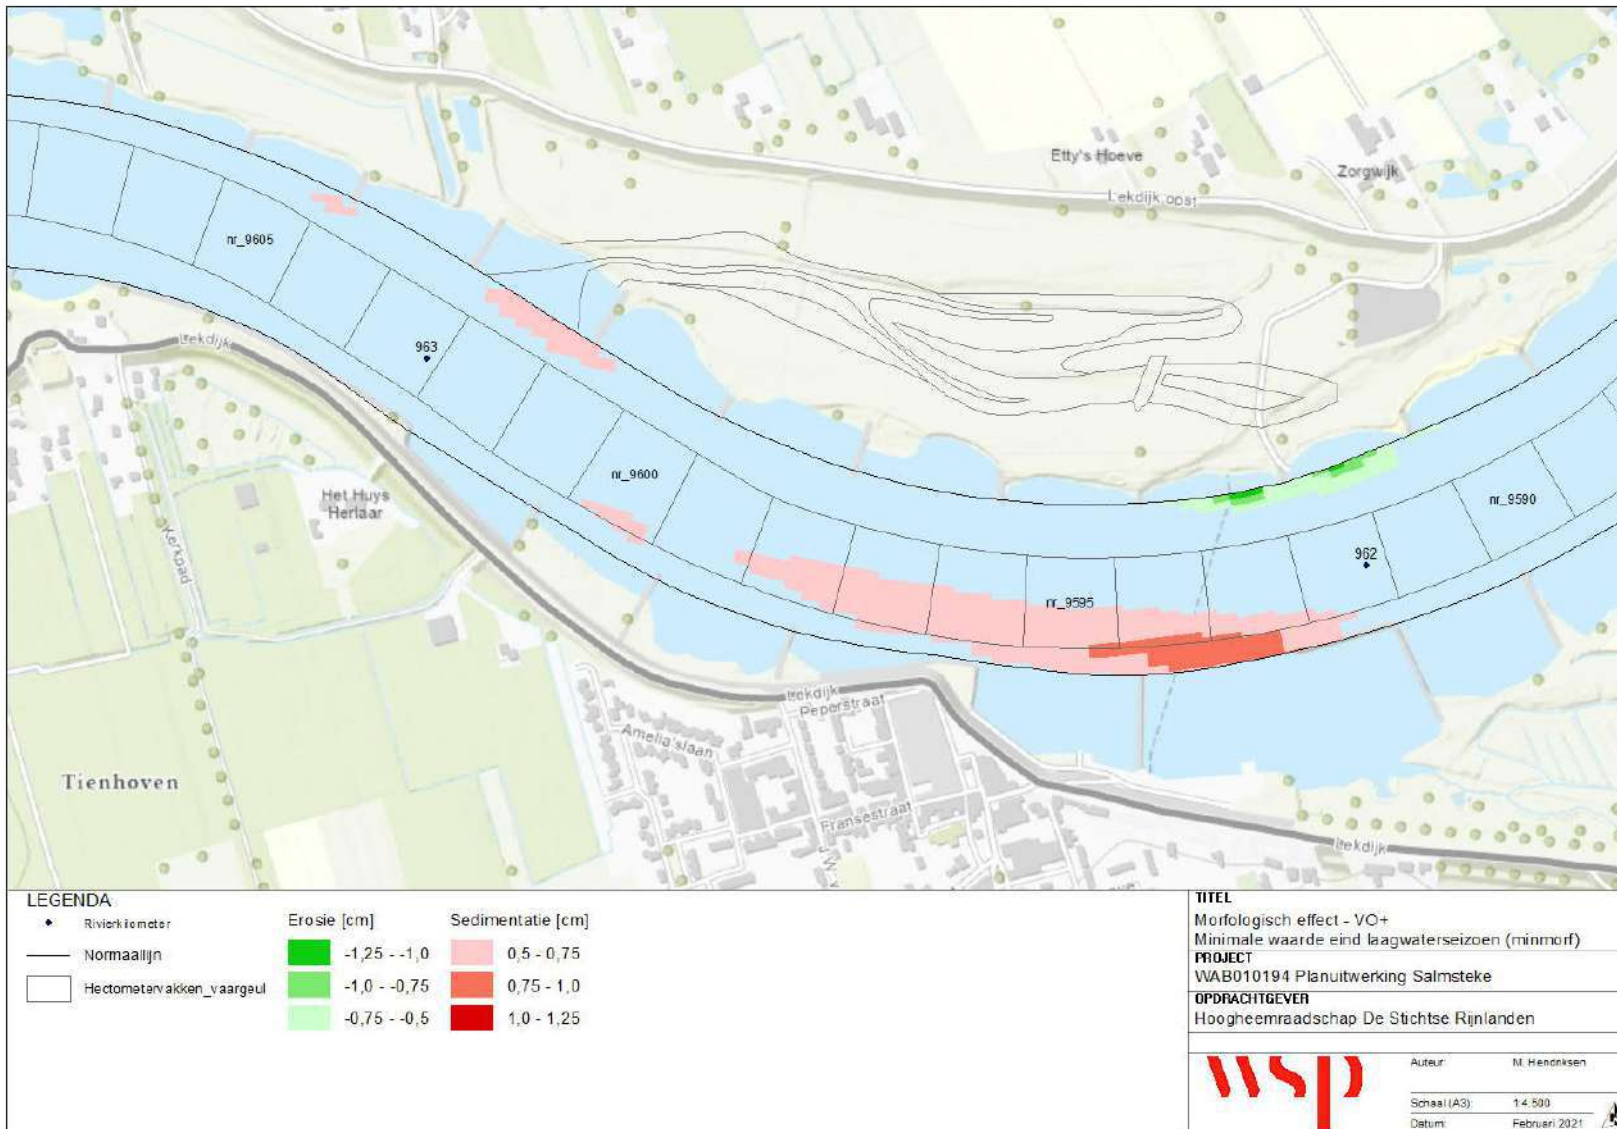 Etty's Hoeve
Zorgwijk
Lekdijk oost
nr_9605
963
Lekdijk
nr_9600
nr_9590
962
nr_9595
Het Huys
Herlaar
Kerkpad
Lekdijk
Peperstraat
Amelia'slaan
Tienhoven
Fransestraat
Lekdijk
LEGENDA
Rivierkilometer
Normaallijn
Hectometervakken_vaargeul
Erosie [cm]
-1,25 - -1,0
-1,0 - -0,75
-0,75 - -0,5
Sedimentatie [cm]
0,5 - 0,75
0,75 - 1,0
1,0 - 1,25
TITEL
Morfologisch effect - VO+
Minimale waarde eind laagwaterseizoen (minmorf)
PROJECT
WAB010194 Planuitwerking Salmsteke
OPDRACHTGEVER
Hoogheemraadschap De Stichtse Rijnlanden
wsp
Auteur: M. Hendriksen
Schaal (A3): 1:4.500
Datum: Februari 2021